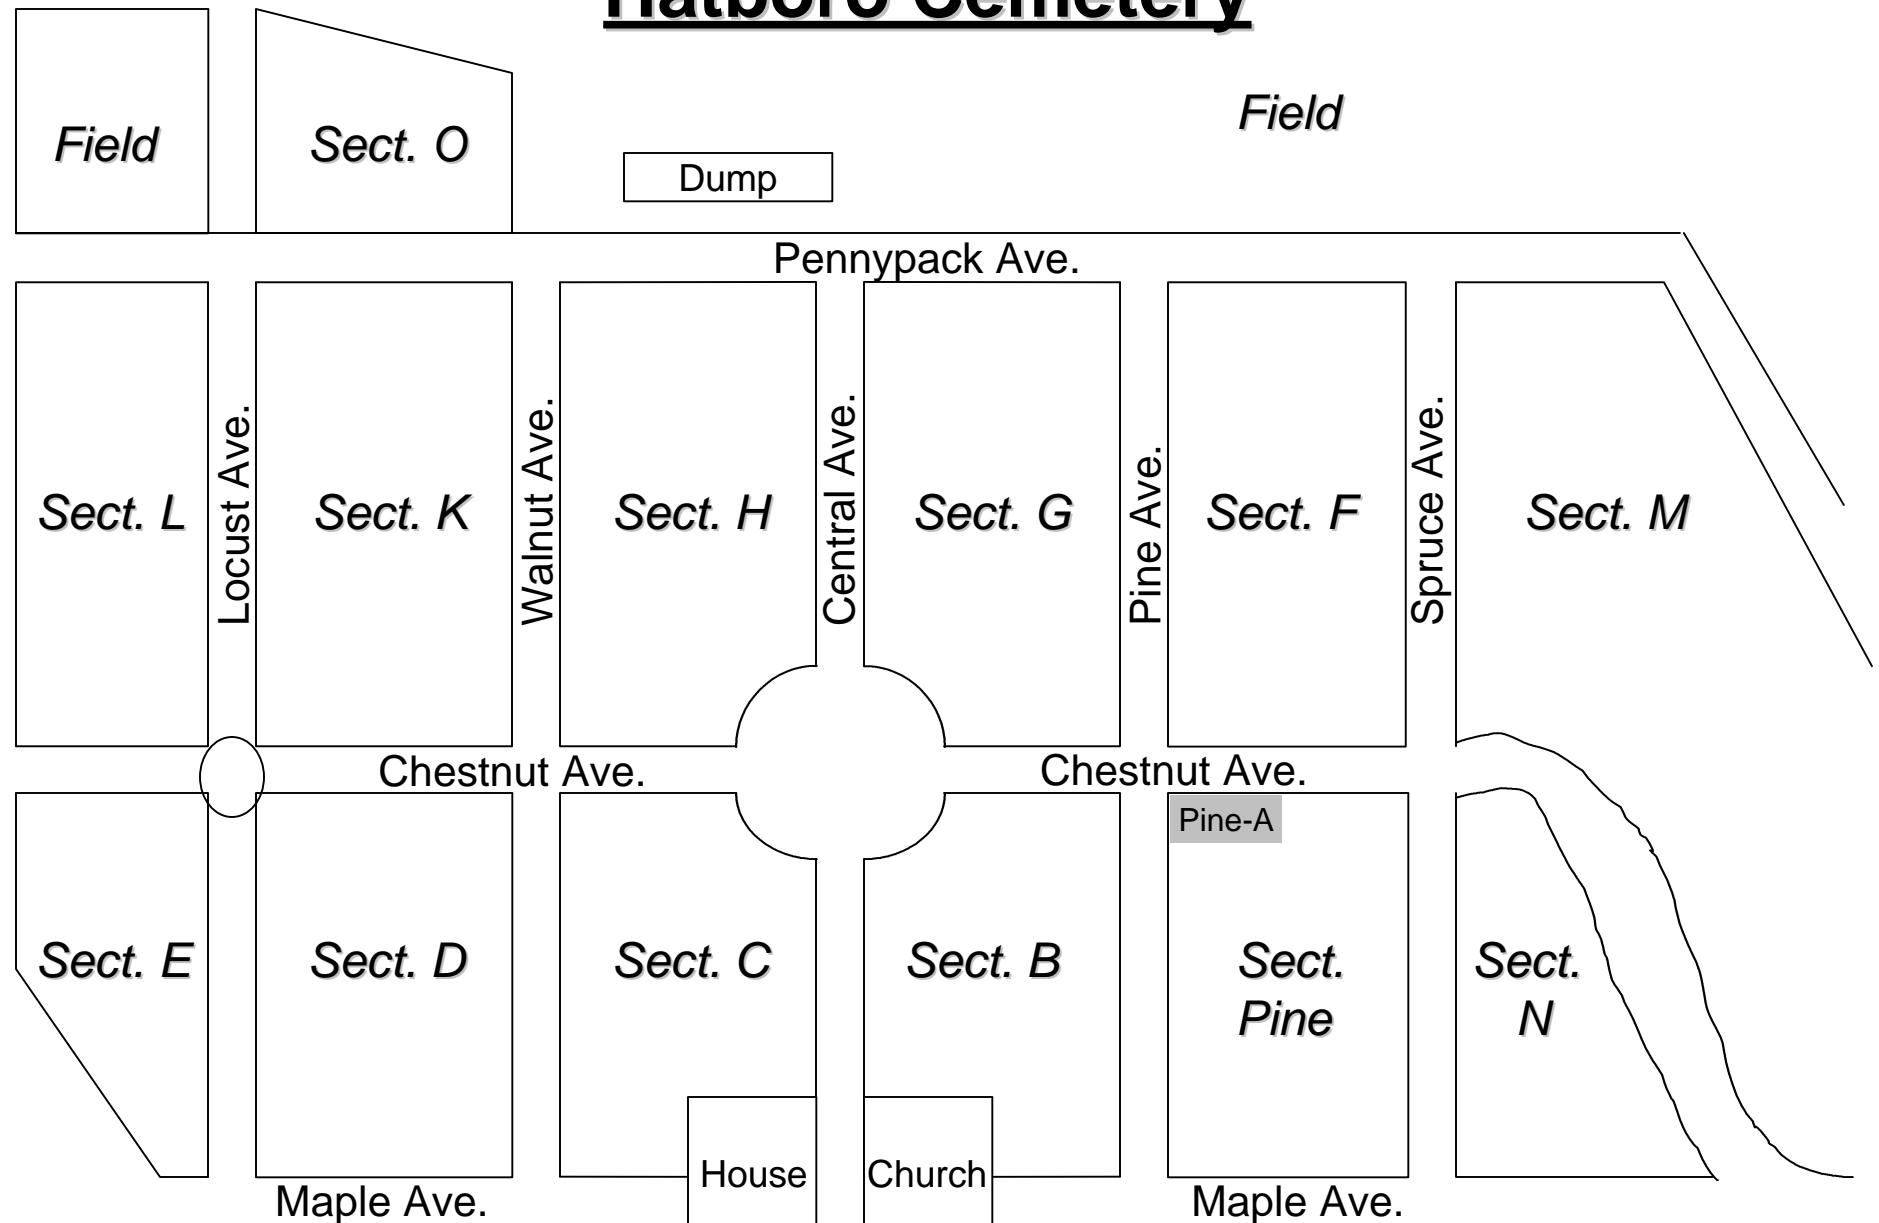 Hatboro Cemetery
Field
Sect. O
Field
Dump
Pennypack Ave.
Sect. L
Locust Ave.
Sect. K
Walnut Ave.
Sect. H
Central Ave.
Sect. G
Pine Ave.
Sect. F
Spruce Ave.
Sect. M
Chestnut Ave.
Chestnut Ave.
Pine-A
Sect. E
Sect. D
Sect. C
Sect. B
Sect.
Pine
Sect.
N
House
Church
Maple Ave.
Maple Ave.